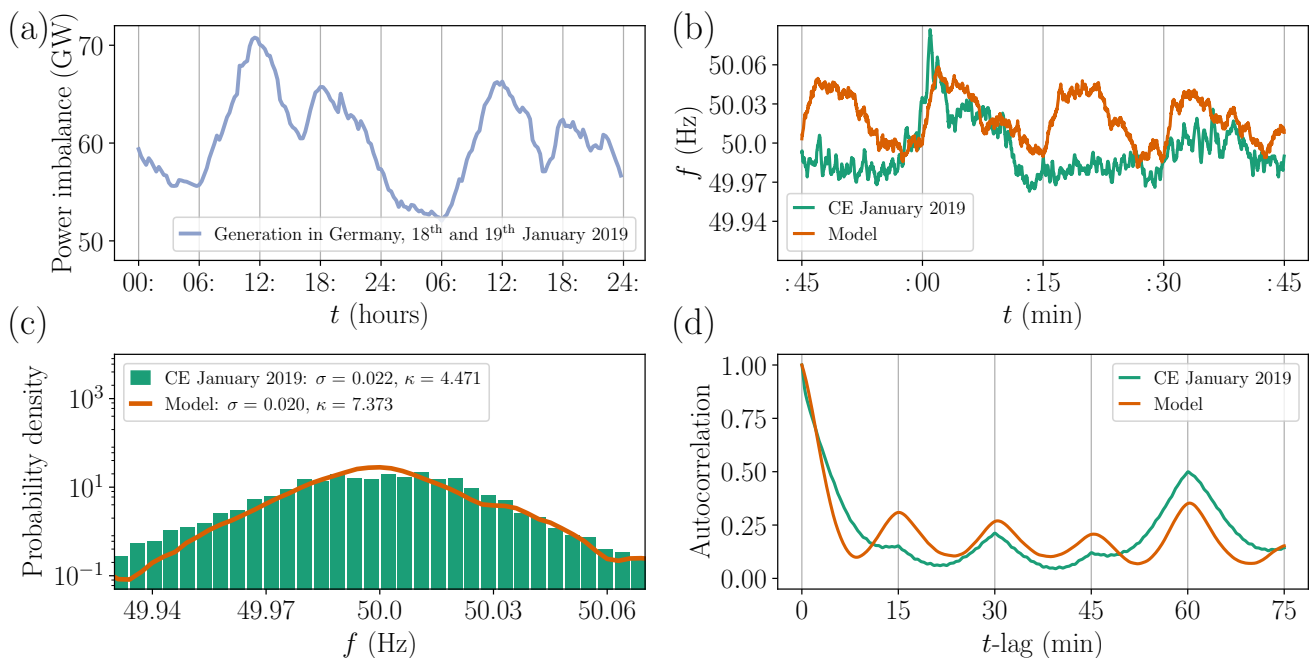 (a)
Power imbalance (GW)
70
60
50
Generation in Germany, 18th and 19th January 2019
00: 06: 12: 18: 24: 06: 12: 18: 24:
t (hours)
(b)
f (Hz)
50.06
50.03
50.0
49.97
49.94
CE January 2019
Model
:45 :00 :15 :30 :45
t (min)
(c)
Probability density
10³
10¹
10⁻¹
CE January 2019: σ = 0.022, κ = 4.471
Model: σ = 0.020, κ = 7.373
49.94 49.97 50.0 50.03 50.06
f (Hz)
(d)
Autocorrelation
1.00
0.75
0.50
0.25
0.00
CE January 2019
Model
0 15 30 45 60 75
t-lag (min)